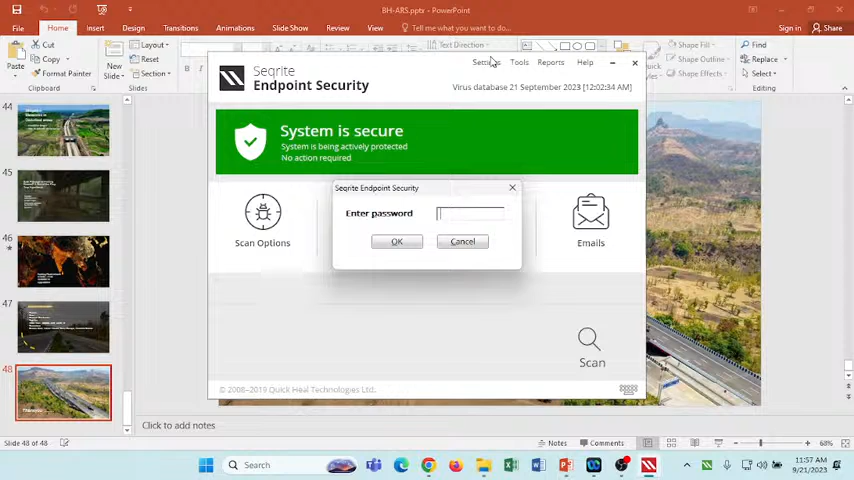 BH-ARS.pptx - PowerPoint
Sign in
Share
File
Home
Insert
Design
Transitions
Animations
Slide Show
Review
View
Tell me what you want to do...
Paste
Cut
Copy
Format Painter
Clipboard
New
Layout
Reset
Section
Slides
B
Text Direction
Shape Fill
Shape Outline
Shape Effects
Find
Replace
Select
Editing
44
45
46
47
48
Seqrite
Endpoint Security
Settings
Tools
Reports
Help
Virus database 21 September 2023 [12:02:34 AM]
System is secure
System is being actively protected
No action required
Seqrite Endpoint Security
Enter password
OK
Cancel
Scan Options
Emails
Scan
© 2008-2019 Quick Heal Technologies Ltd.
Click to add notes
Slide 48 of 48
Notes
Comments
68%
Search
11:57 AM
9/21/2023